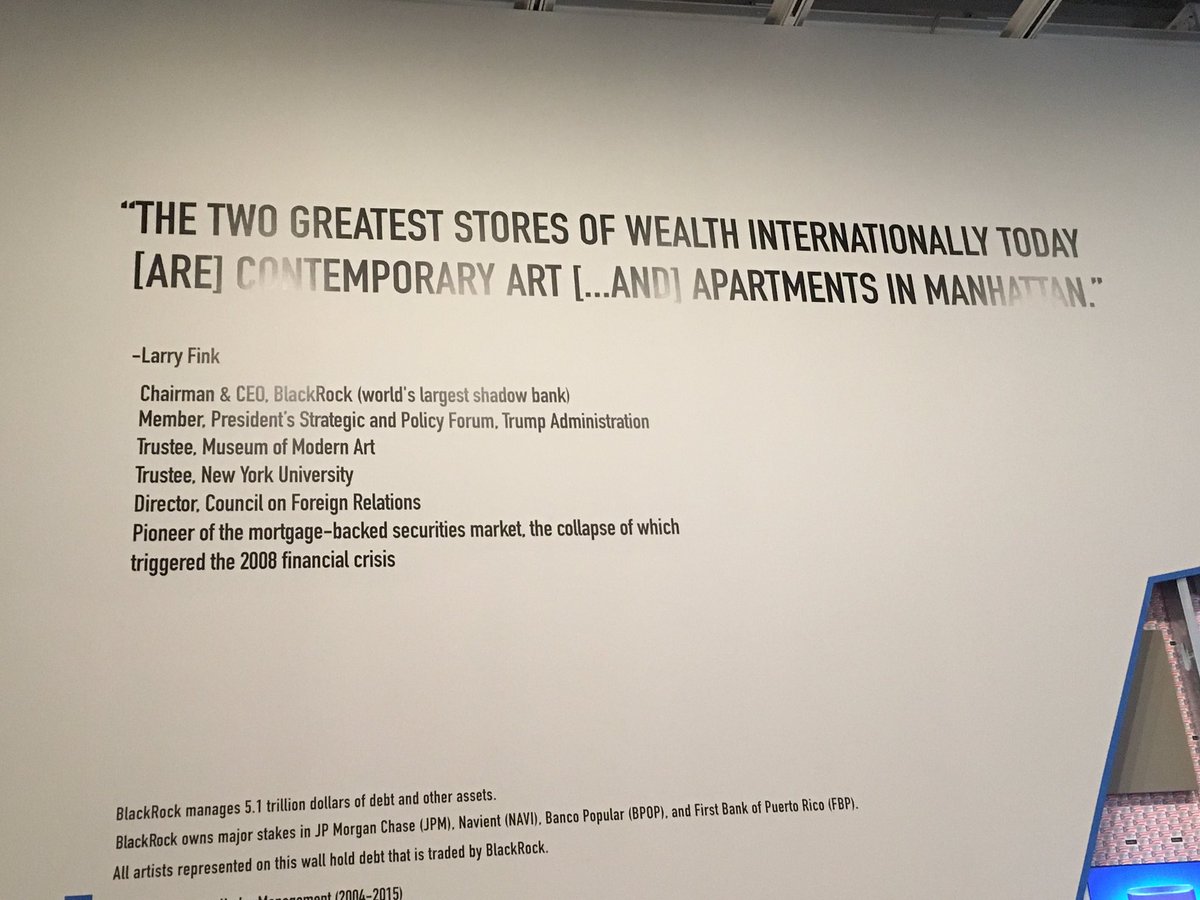 “THE TWO GREATEST STORES OF WEALTH INTERNATIONALLY TODAY
[ARE] CONTEMPORARY ART [...AND] APARTMENTS IN MANHATTAN.”
–Larry Fink
Chairman & CEO, BlackRock (world's largest shadow bank)
Member, President's Strategic and Policy Forum, Trump Administration
Trustee, Museum of Modern Art
Trustee, New York University
Director, Council on Foreign Relations
Pioneer of the mortgage-backed securities market, the collapse of which
triggered the 2008 financial crisis
BlackRock manages 5.1 trillion dollars of debt and other assets.
BlackRock owns major stakes in JP Morgan Chase (JPM), Navient (NAVI), Banco Popular (BPOP), and First Bank of Puerto Rico (FBP).
All artists represented on this wall hold debt that is traded by BlackRock.
Management (2004–2015)